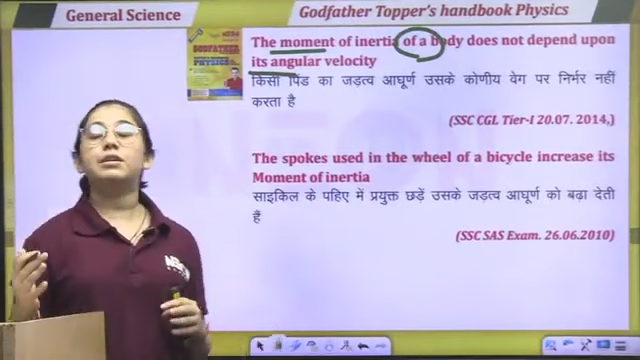 General Science
Godfather Topper's handbook Physics
The moment of inertia of a body does not depend upon
its angular velocity
किसी पिंड का जड़त्व आघूर्ण उसके कोणीय वेग पर निर्भर नहीं
करता है
(SSC CGL Tier-I 20.07. 2014,)
The spokes used in the wheel of a bicycle increase its
Moment of inertia
साइकिल के पहिए में प्रयुक्त छड़ें उसके जड़त्व आघूर्ण को बढ़ा देती
हैं
(SSC SAS Exam. 26.06.2010)
GODFATHER
PHYSICS